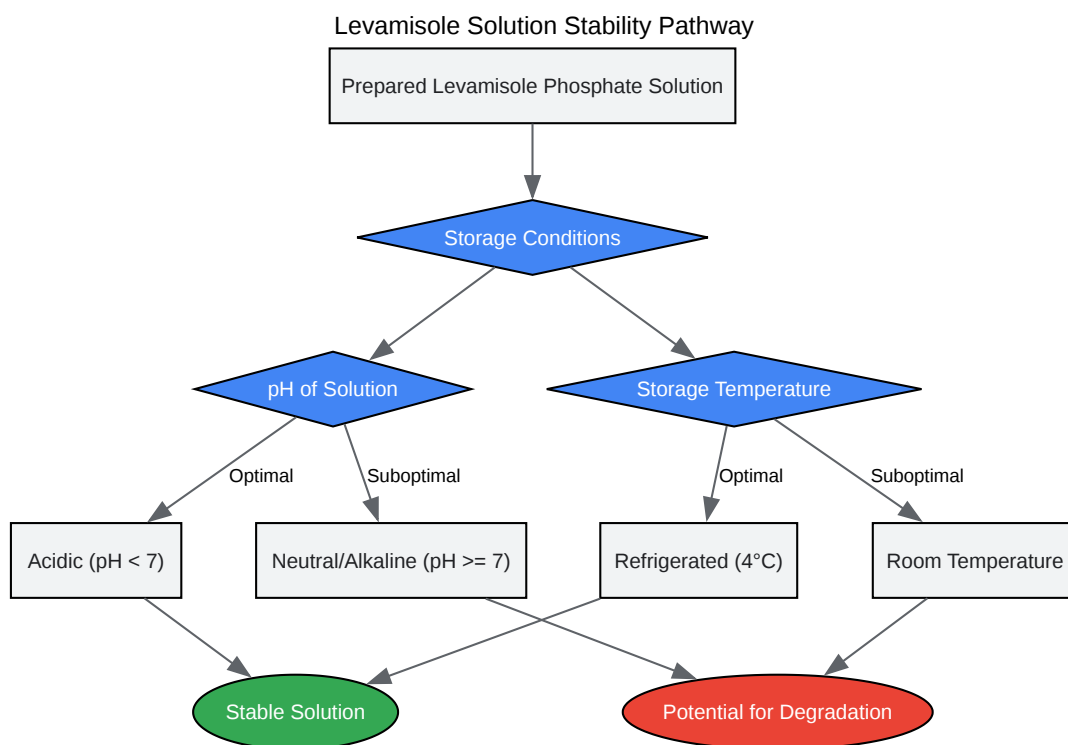 Levamisole Solution Stability Pathway
Prepared Levamisole Phosphate Solution
Storage Conditions
pH of Solution
Storage Temperature
Optimal
Suboptimal
Optimal
Suboptimal
Acidic (pH < 7)
Neutral/Alkaline (pH >= 7)
Refrigerated (4°C)
Room Temperature
Stable Solution
Potential for Degradation